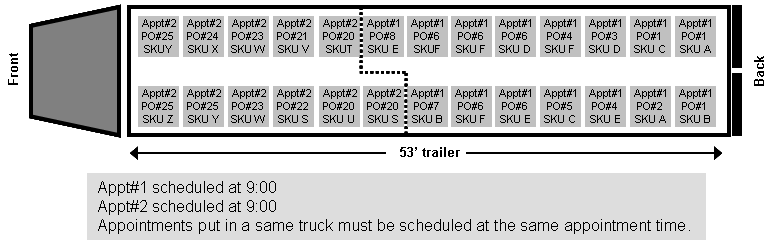 Appt#2 Appt#2 Appt#2 Appt#2 Appt#2 Appt#1 Appt#1 Appt#1 Appt#1 Appt#1 Appt#1 Appt#1 Appt#1
PO#25 PO#24 PO#23 PO#21 PO#20 PO#8 PO#6 PO#6 PO#6 PO#4 PO#3 PO#1 PO#1
SKUY SKU X SKU W SKU V SKUT SKU E SKUF SKU F SKU D SKU F SKU D SKU C SKU A
Front
Back
Appt#2 Appt#2 Appt#2 Appt#2 Appt#2 Appt#2 Appt#1 Appt#1 Appt#1 Appt#1 Appt#1 Appt#1 Appt#1
PO#25 PO#25 PO#23 PO#22 PO#20 PO#20 PO#7 PO#6 PO#6 PO#5 PO#4 PO#2 PO#1
SKU Z SKU Y SKU W SKU S SKU U SKU S SKU B SKU F SKU E SKU C SKU E SKU A SKU B
53' trailer
Appt#1 scheduled at 9:00
Appt#2 scheduled at 9:00
Appointments put in a same truck must be scheduled at the same appointment time.